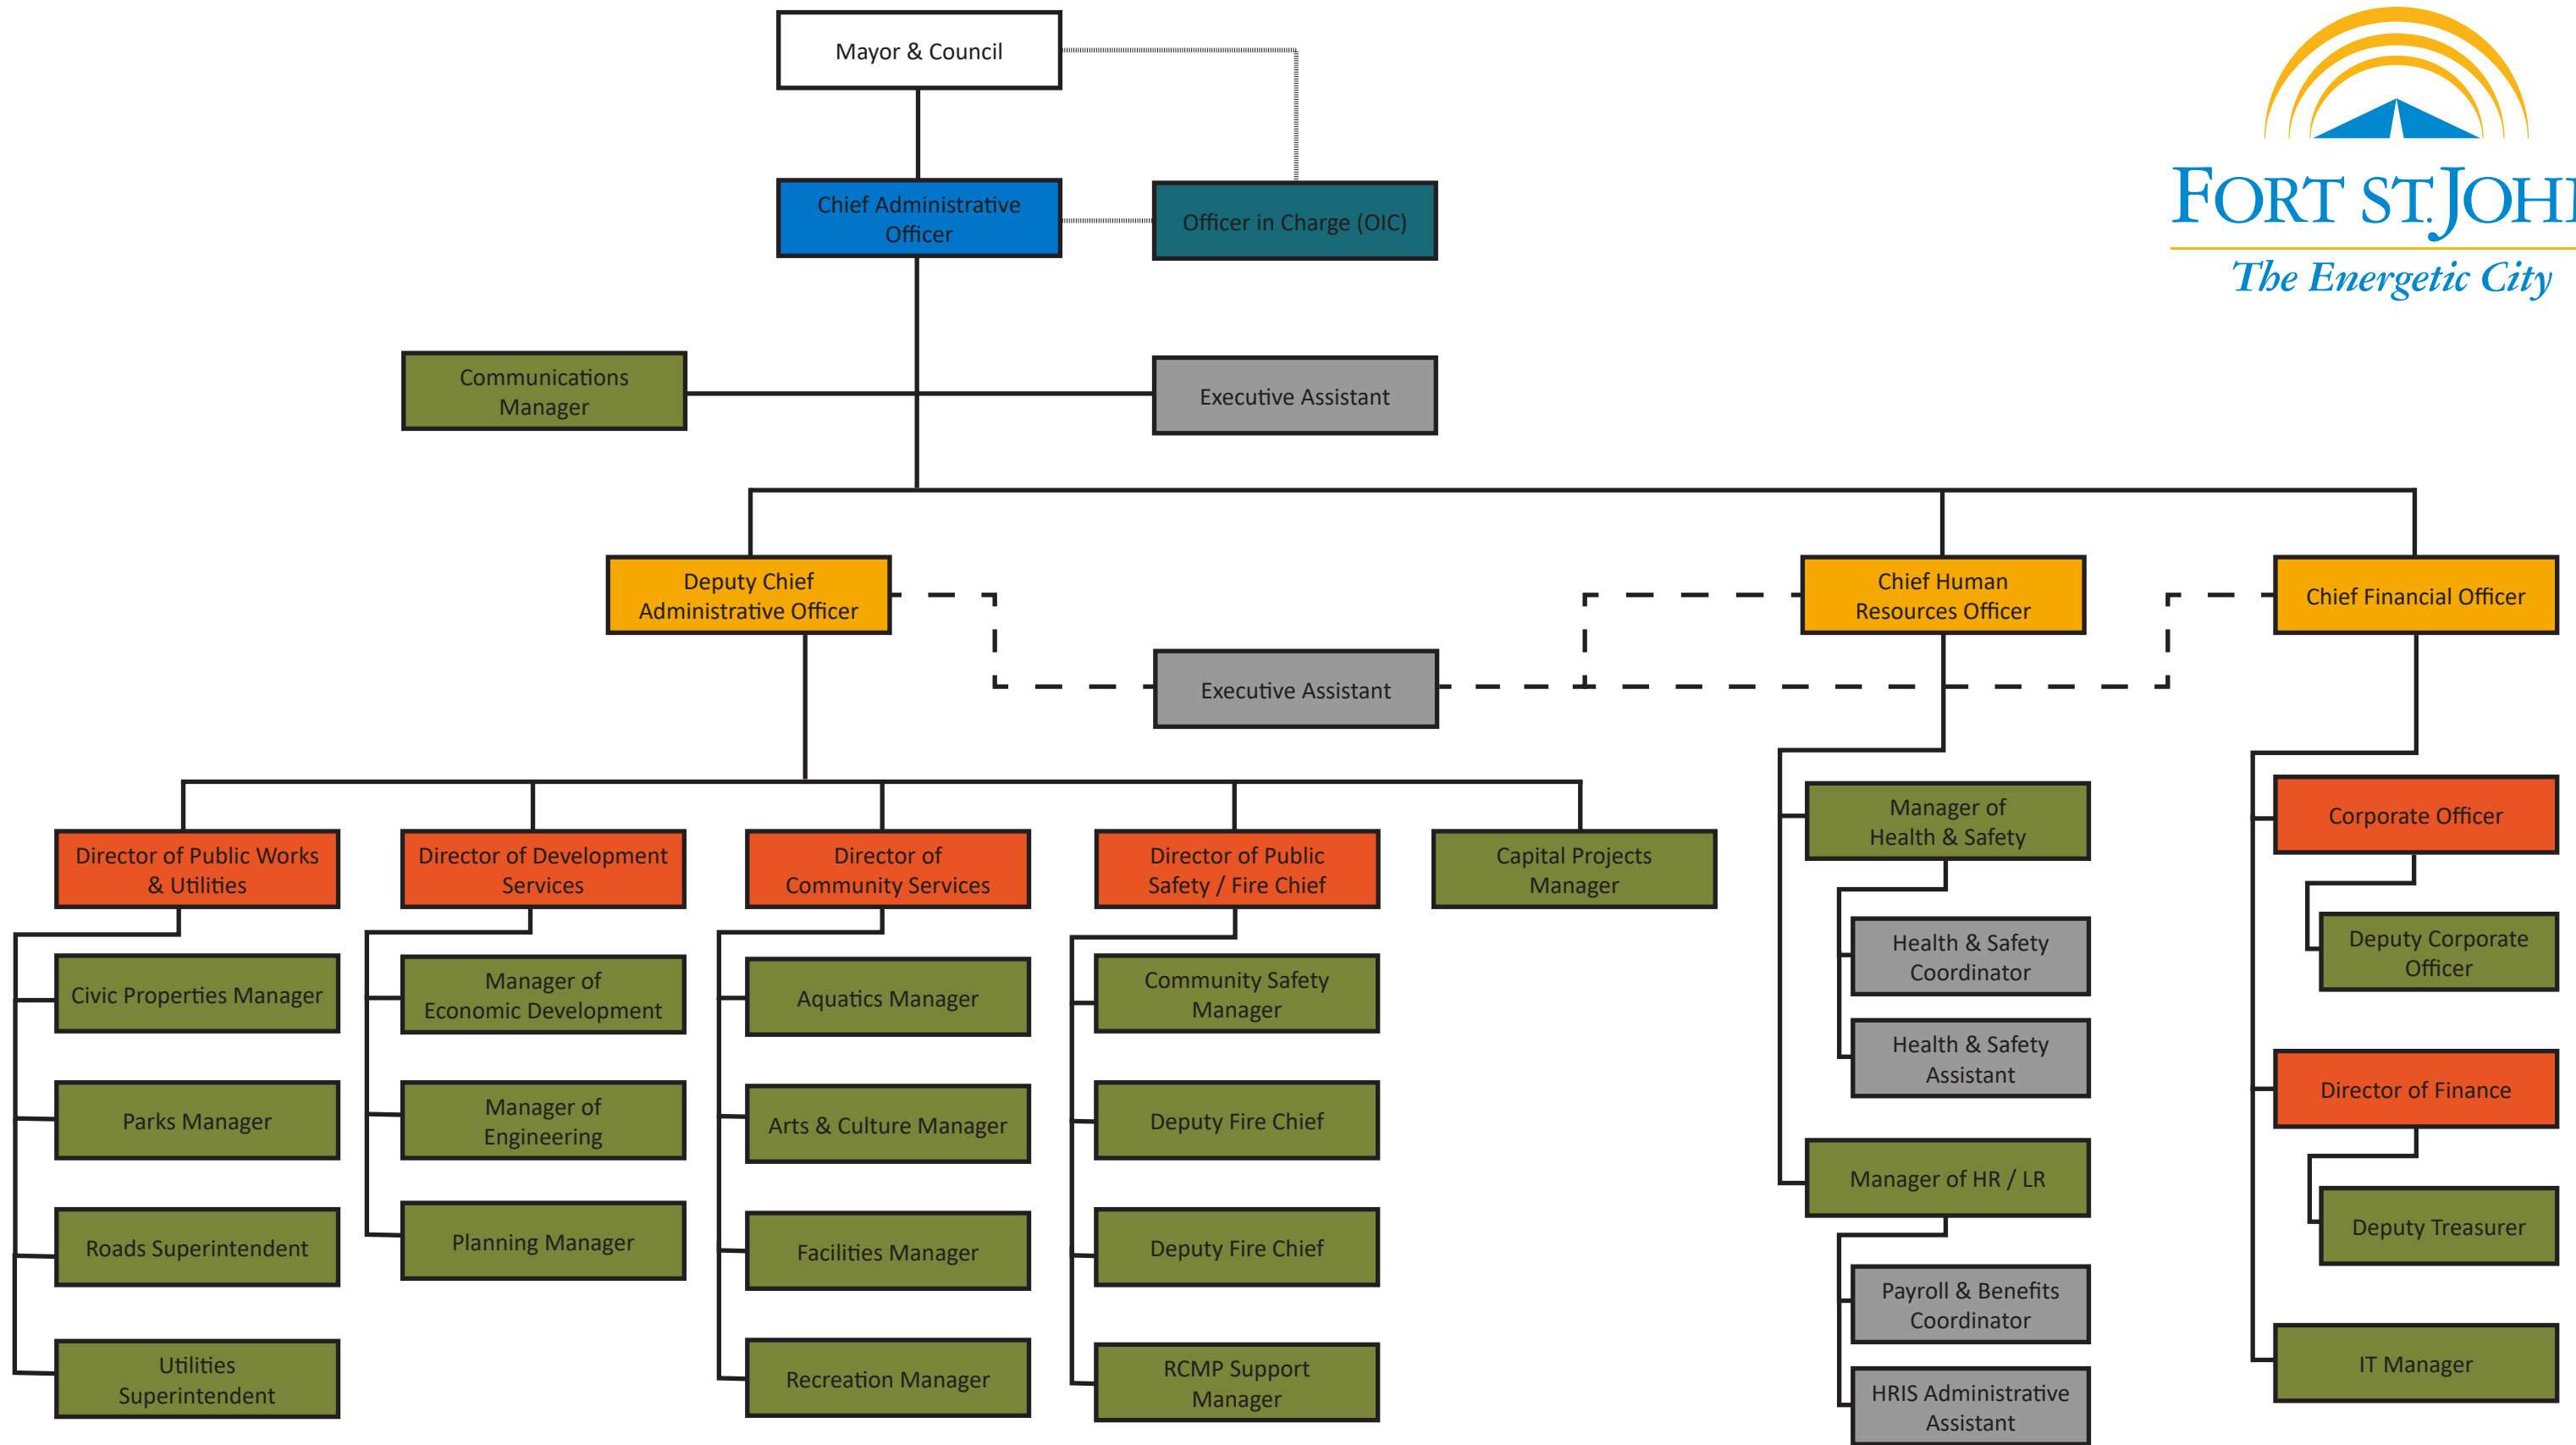 Mayor & Council
FORT ST. JOHN
The Energetic City
Chief Administrative
Officer
Officer in Charge (OIC)
Communications
Manager
Executive Assistant
Deputy Chief
Administrative Officer
Chief Human
Resources Officer
Chief Financial Officer
Executive Assistant
Director of Public Works
& Utilities
Civic Properties Manager
Parks Manager
Roads Superintendent
Utilities
Superintendent
Director of Development
Services
Manager of
Economic Development
Manager of
Engineering
Planning Manager
Director of
Community Services
Aquatics Manager
Arts & Culture Manager
Facilities Manager
Recreation Manager
Director of Public
Safety / Fire Chief
Community Safety
Manager
Deputy Fire Chief
Deputy Fire Chief
RCMP Support
Manager
Capital Projects
Manager
Manager of
Health & Safety
Health & Safety
Coordinator
Health & Safety
Assistant
Manager of HR / LR
Payroll & Benefits
Coordinator
HRIS Administrative
Assistant
Corporate Officer
Deputy Corporate
Officer
Director of Finance
Deputy Treasurer
IT Manager